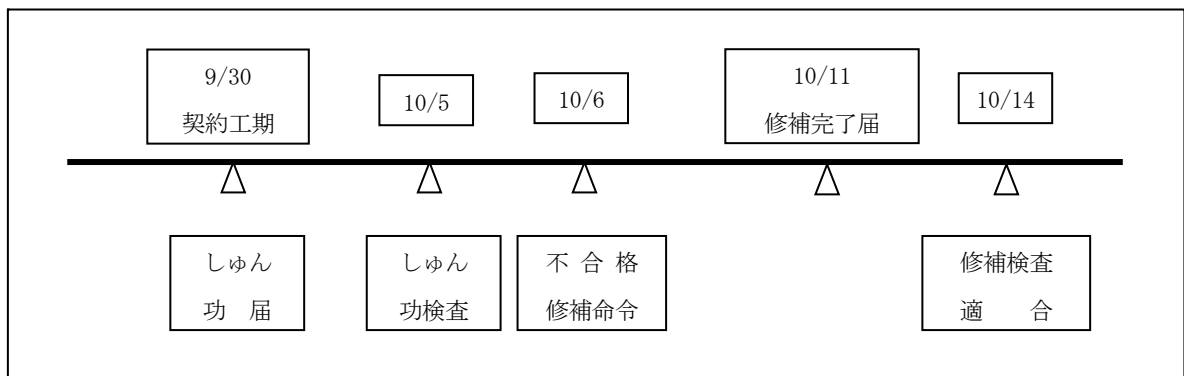 9/30
契約工期
10/5
10/6
10/11
修補完了届
10/14
しゅん
功 届
しゅん
功検査
不 合 格
修補命令
修補検査
適 合